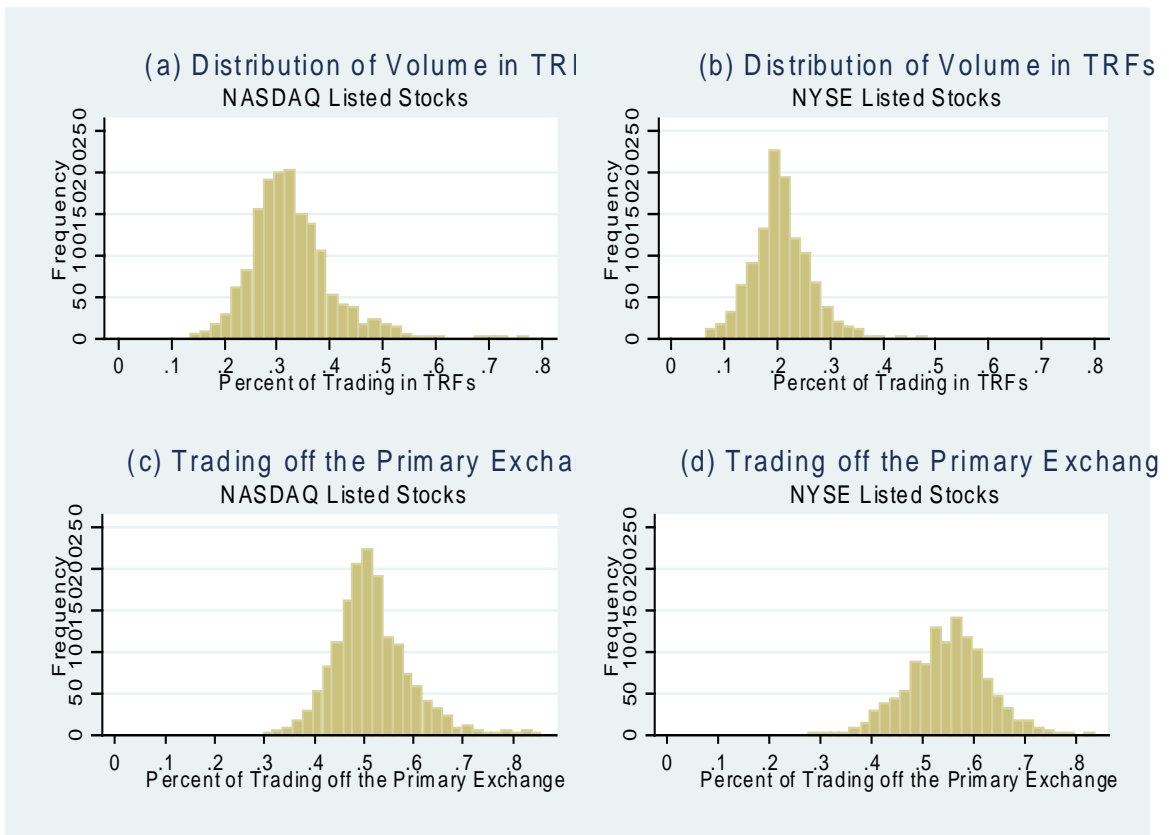 (a) Distribution of Volume in TRI
NASDAQ Listed Stocks
Frequency
0 50 100 150 200 250
0 .1 .2 .3 .4 .5 .6 .7 .8
Percent of Trading in TRFs
(b) Distribution of Volume in TRFs
NYSE Listed Stocks
Frequency
0 50 100 150 200 250
0 .1 .2 .3 .4 .5 .6 .7 .8
Percent of Trading in TRFs
(c) Trading off the Primary Excha
NASDAQ Listed Stocks
Frequency
0 50 100 150 200 250
0 .1 .2 .3 .4 .5 .6 .7 .8
Percent of Trading off the Primary Exchange
(d) Trading off the Primary Exchang
NYSE Listed Stocks
Frequency
0 50 100 150 200 250
0 .1 .2 .3 .4 .5 .6 .7 .8
Percent of Trading off the Primary Exchange